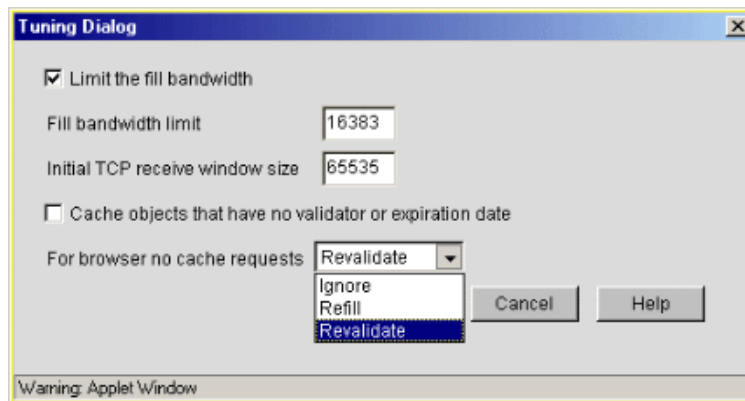 Tuning Dialog
Limit the fill bandwidth
Fill bandwidth limit 16383
Initial TCP receive window size 65535
Cache objects that have no validator or expiration date
For browser no cache requests Revalidate
Ignore
Refill
Revalidate
Cancel Help
Warning: Applet Window